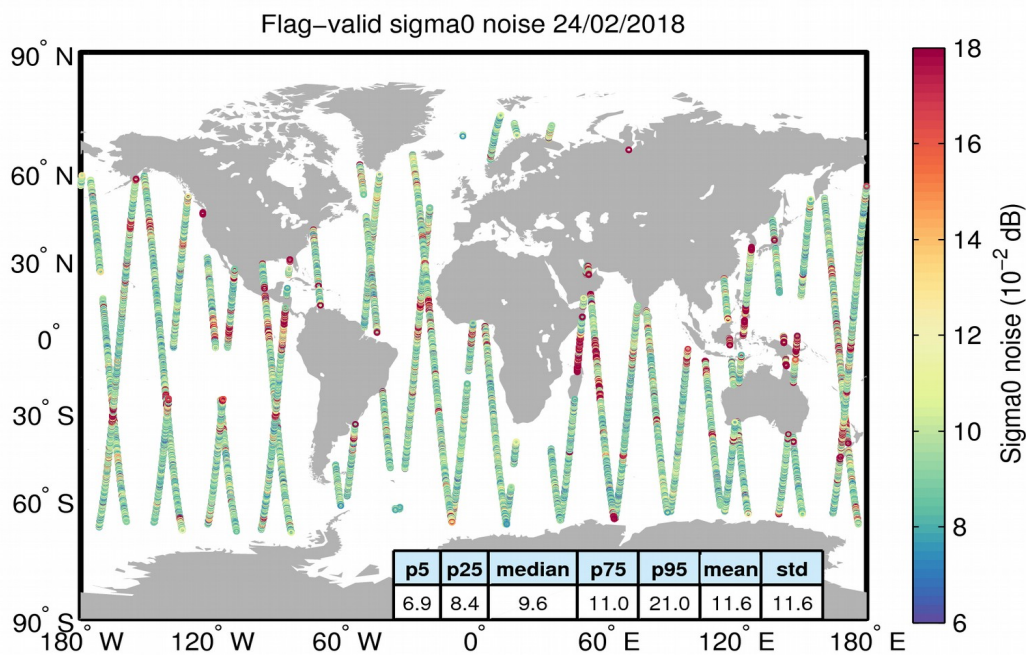 Flag−valid sigma0 noise 24/02/2018
90° N
60° N
30° N
0°
30° S
60° S
90° S
180° W 120° W 60° W 0° 60° E 120° E 180° E
p5 p25 median p75 p95 mean std
6.9 8.4 9.6 11.0 21.0 11.6 11.6
18
16
14
12
10
8
6
Sigma0 noise (10⁻² dB)